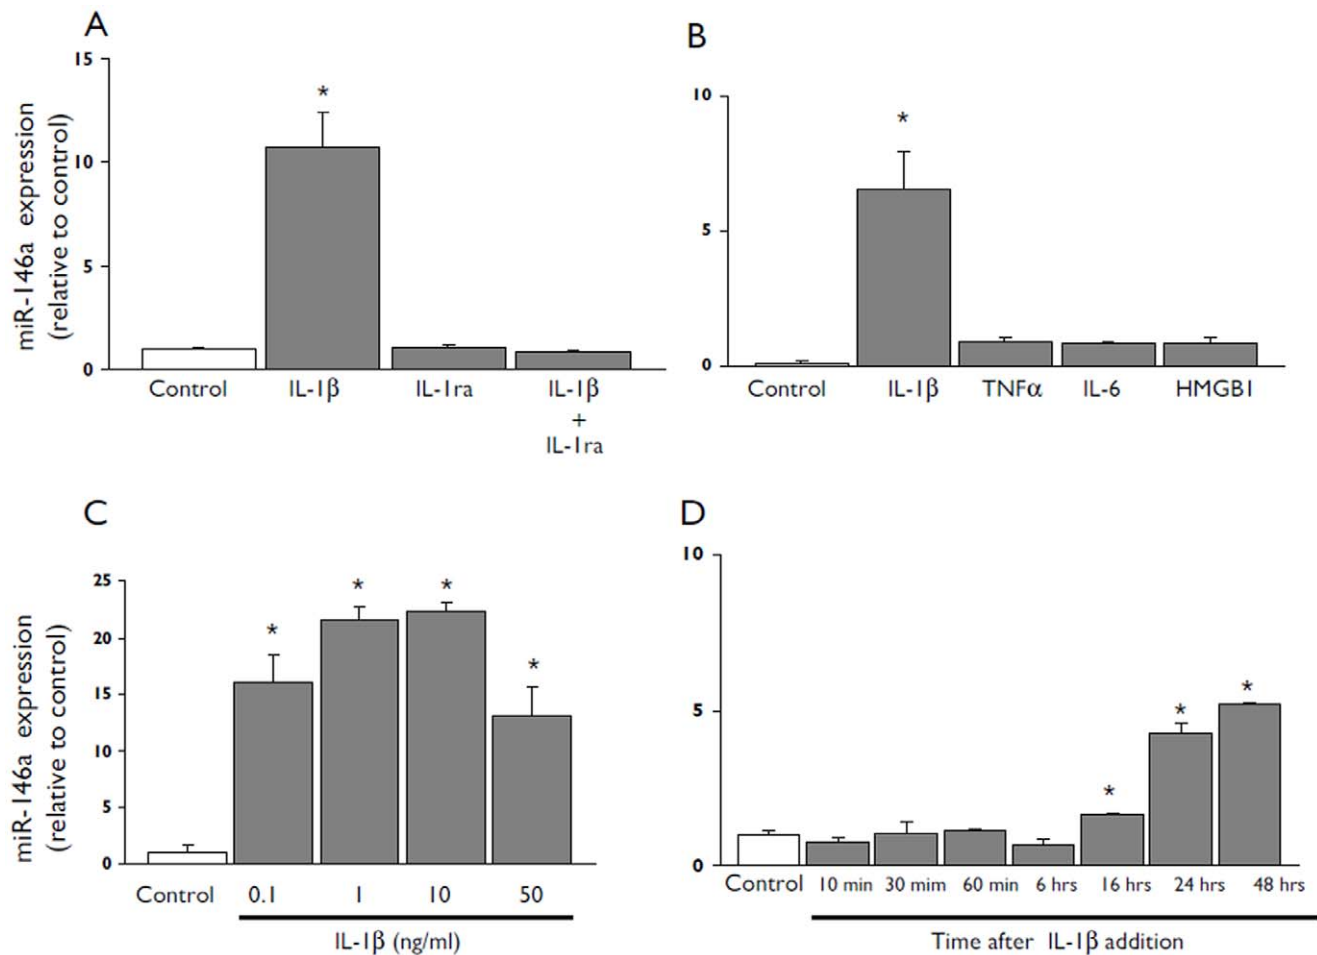 A
miR-146a expression
(relative to control)
15
10
5
0
*
Control IL-1β IL-1ra IL-1β
+
IL-1ra
B
10
5
0
*
Control IL-1β TNFα IL-6 HMGB1
C
miR-146a expression
(relative to control)
25
20
15
10
5
0
* * * *
Control 0.1 1 10 50
IL-1β (ng/ml)
D
10
5
0
* * *
Control 10 min 30 mim 60 min 6 hrs 16 hrs 24 hrs 48 hrs
Time after IL-1β addition